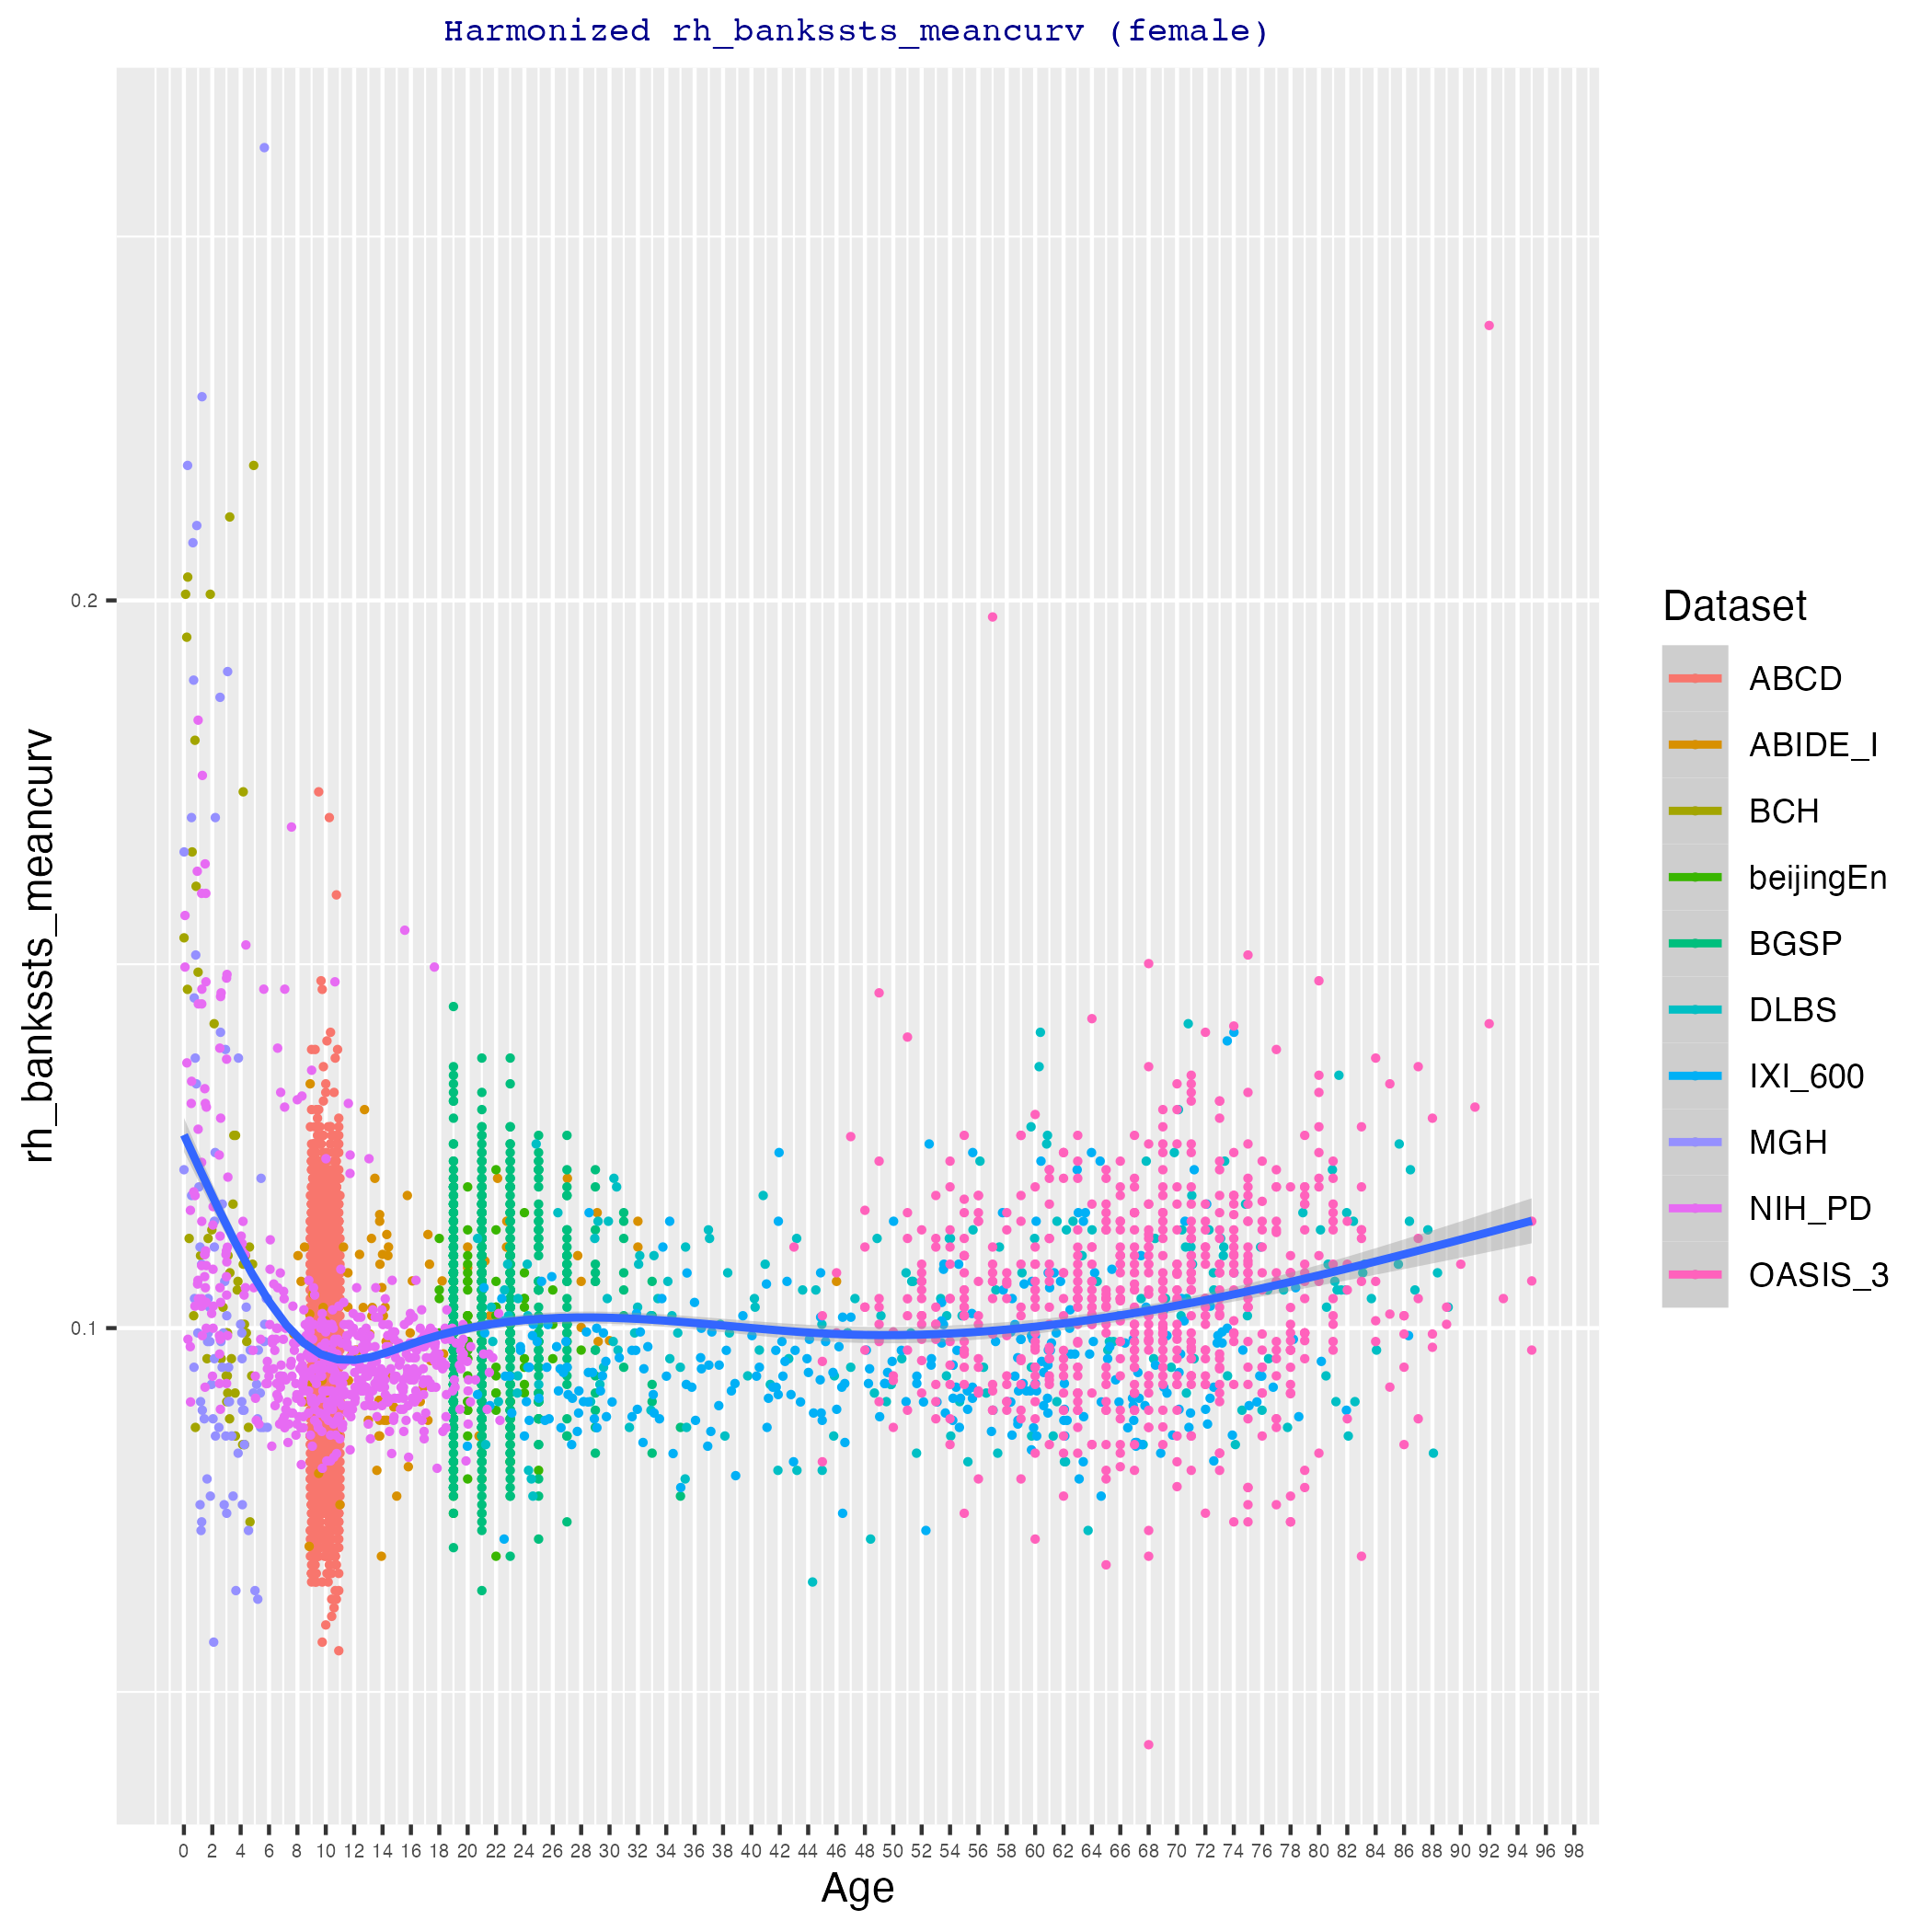 Harmonized rh_bankssts_meancurv (female)
rh_bankssts_meancurv
0.2
0.1
0 2 4 6 8 10 12 14 16 18 20 22 24 26 28 30 32 34 36 38 40 42 44 46 48 50 52 54 56 58 60 62 64 66 68 70 72 74 76 78 80 82 84 86 88 90 92 94 96 98
Age
Dataset
ABCD
ABIDE_I
BCH
beijingEn
BGSP
DLBS
IXI_600
MGH
NIH_PD
OASIS_3